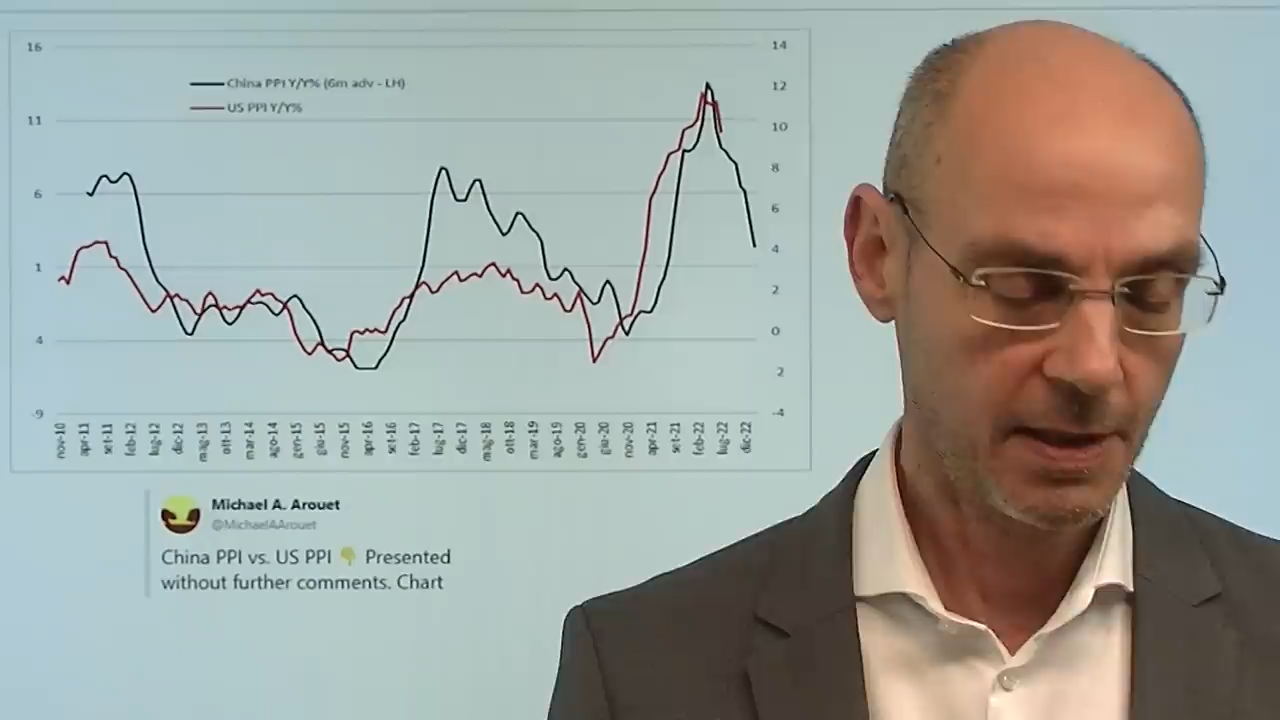 16
14
China PPI Y/Y% (6m adv - LH)
12
US PPI Y/Y%
11
10
8
6
6
4
1
2
0
4
2
-9
-4
nov-10 apr-11 set-11 feb-12 lug-12 dic-12 mag-13 ott-13 mar-14 ago-14 gen-15 giu-15 nov-15 apr-16 set-16 feb-17 lug-17 dic-17 mag-18 ott-18 mar-19 ago-19 gen-20 giu-20 nov-20 apr-21 set-21 feb-22 lug-22 dic-22
Michael A. Arouet
@MichaelAArouet
China PPI vs. US PPI 👇 Presented
without further comments. Chart